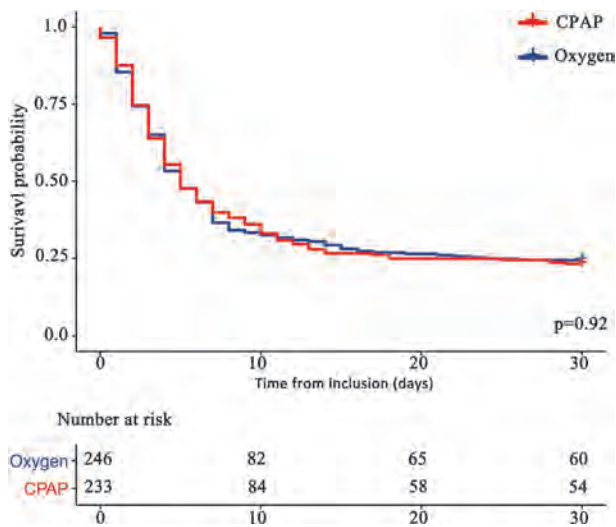 CPAP
Oxygen
1.0
0.75
0.50
0.25
0.0
Surivavl probability
p=0.92
0 10 20 30
Time from inclusion (days)
Number at risk
Oxygen 246 82 65 60
CPAP 233 84 58 54
0 10 20 30